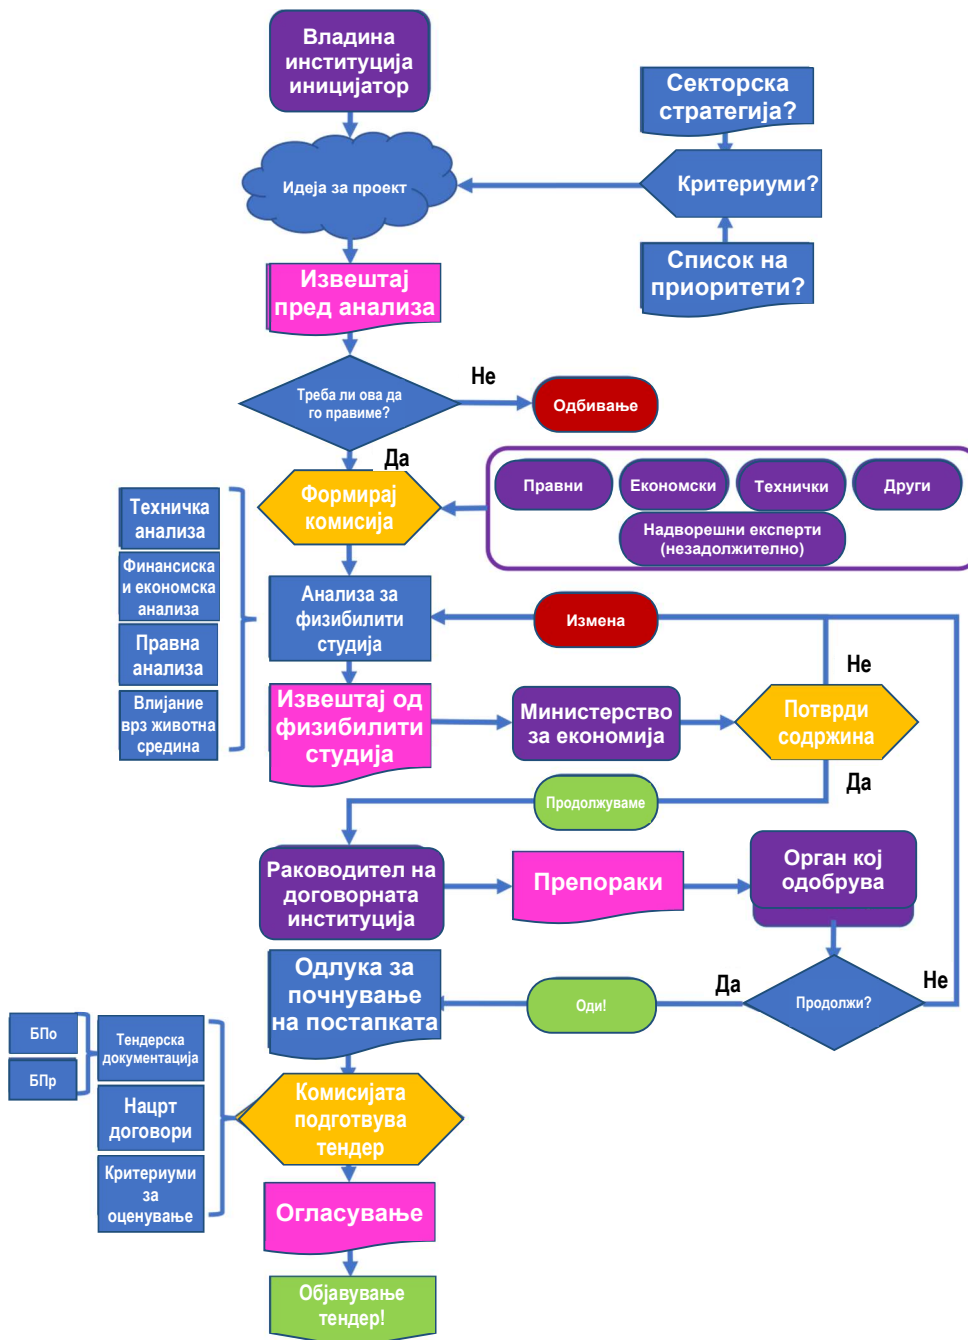 Владина
институција
иницијатор
Секторска
стратегија?
Идеја за проект
Критериуми?
Список на
приоритети?
Извештај
пред анализа
Треба ли ова да
го правиме?
Не
Одбивање
Да
Формирај
комисија
Правни
Економски
Технички
Други
Надворешни експерти
(незадолжително)
Техничка
анализа
Финансиска
и економска
анализа
Правна
анализа
Влијание
врз животна
средина
Анализа за
физибилити
студија
Измена
Не
Извештај од
физибилити
студија
Министерство
за економија
Потврди
содржина
Да
Продолжуваме
Раководител на
договорната
институција
Препораки
Орган кој
одобрува
Одлука за
почнување
на постапката
Оди!
Да
Продолжи?
Не
БПо
БПр
Тендерска
документација
Нацрт
договори
Критериуми
за
оценување
Комисијата
подготвува
тендер
Огласување
Објавување
тендер!